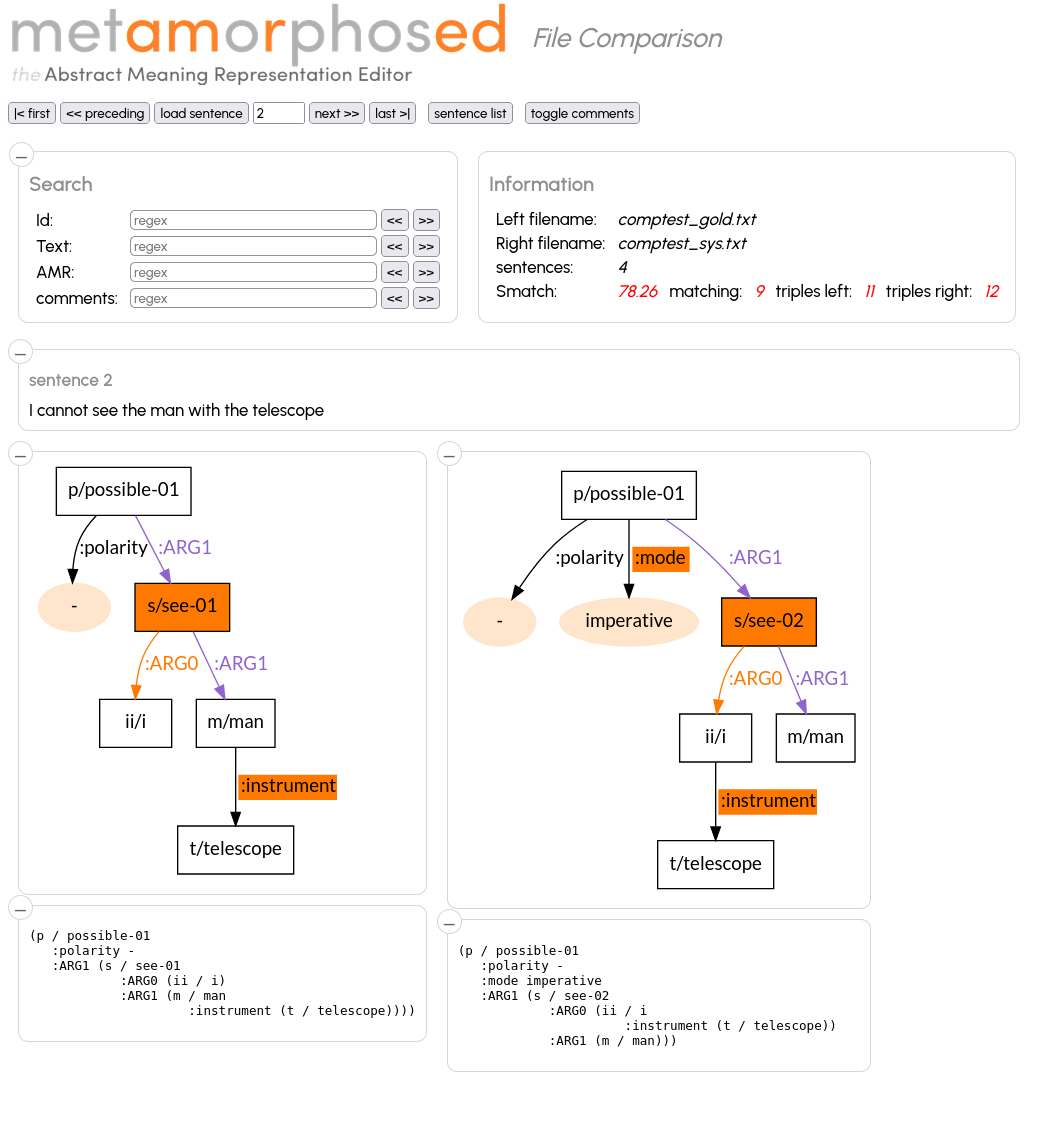 metamorphosed File Comparison
the Abstract Meaning Representation Editor
|< first << preceding load sentence 2 next >> last >| sentence list toggle comments
Search
Id: regex << >>
Text: regex << >>
AMR: regex << >>
comments: regex << >>
Information
Left filename: comptest_gold.txt
Right filename: comptest_sys.txt
sentences: 4
Smatch: 78.26 matching: 9 triples left: 11 triples right: 12
sentence 2
I cannot see the man with the telescope
p/possible-01
:polarity :ARG1
- s/see-01
:ARG0 :ARG1
ii/i m/man
:instrument
t/telescope
(p / possible-01
   :polarity -
   :ARG1 (s / see-01
            :ARG0 (ii / i)
            :ARG1 (m / man
                     :instrument (t / telescope))))
p/possible-01
:polarity :mode :ARG1
- imperative s/see-02
:ARG0 :ARG1
ii/i m/man
:instrument
t/telescope
(p / possible-01
   :polarity -
   :mode imperative
   :ARG1 (s / see-02
            :ARG0 (ii / i
                      :instrument (t / telescope))
            :ARG1 (m / man)))